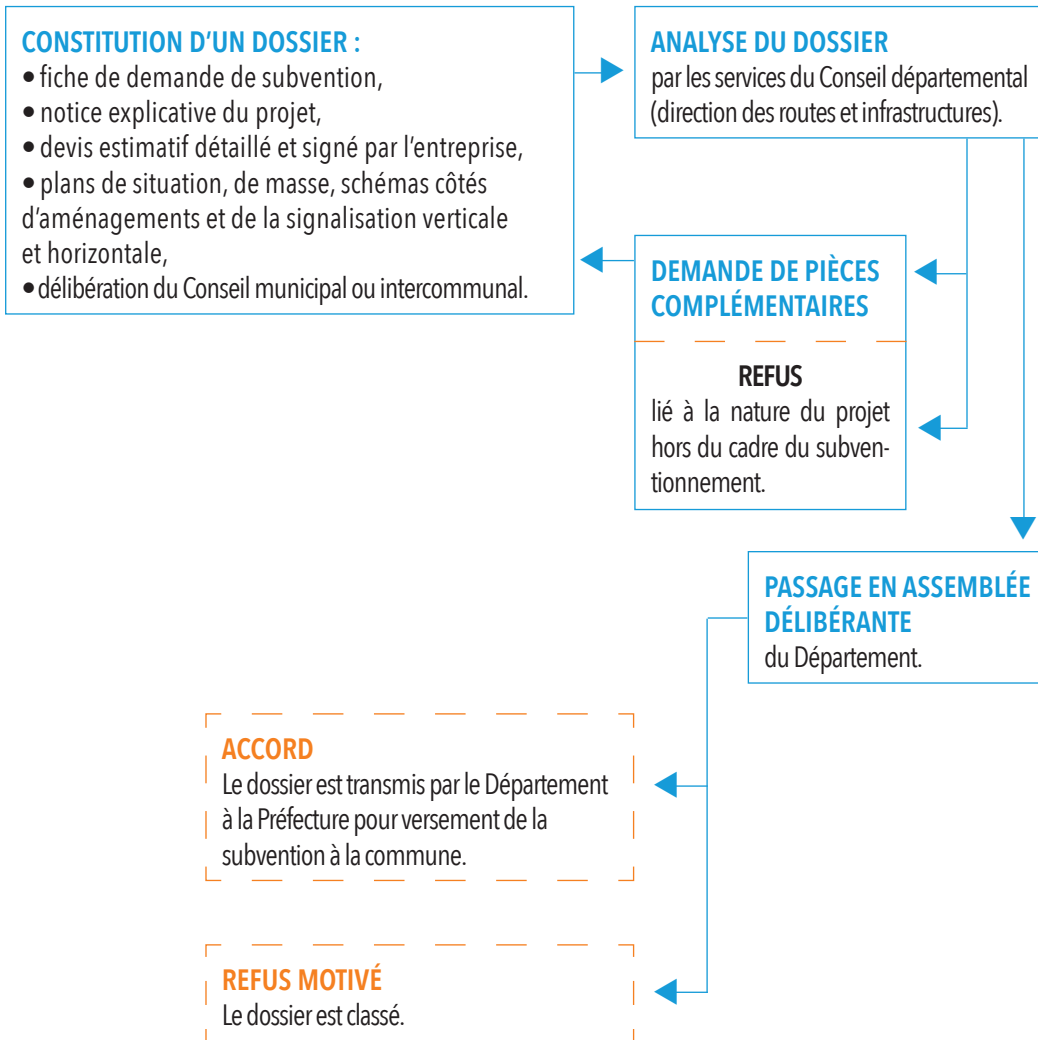 CONSTITUTION D'UN DOSSIER :
• fiche de demande de subvention,
• notice explicative du projet,
• devis estimatif détaillé et signé par l'entreprise,
• plans de situation, de masse, schémas côtés
d'aménagements et de la signalisation verticale
et horizontale,
• délibération du Conseil municipal ou intercommunal.
ANALYSE DU DOSSIER
par les services du Conseil départemental
(direction des routes et infrastructures).
DEMANDE DE PIÈCES
COMPLÉMENTAIRES
REFUS
lié à la nature du projet
hors du cadre du subven-
tionnement.
PASSAGE EN ASSEMBLÉE
DÉLIBÉRANTE
du Département.
ACCORD
Le dossier est transmis par le Département
à la Préfecture pour versement de la
subvention à la commune.
REFUS MOTIVÉ
Le dossier est classé.